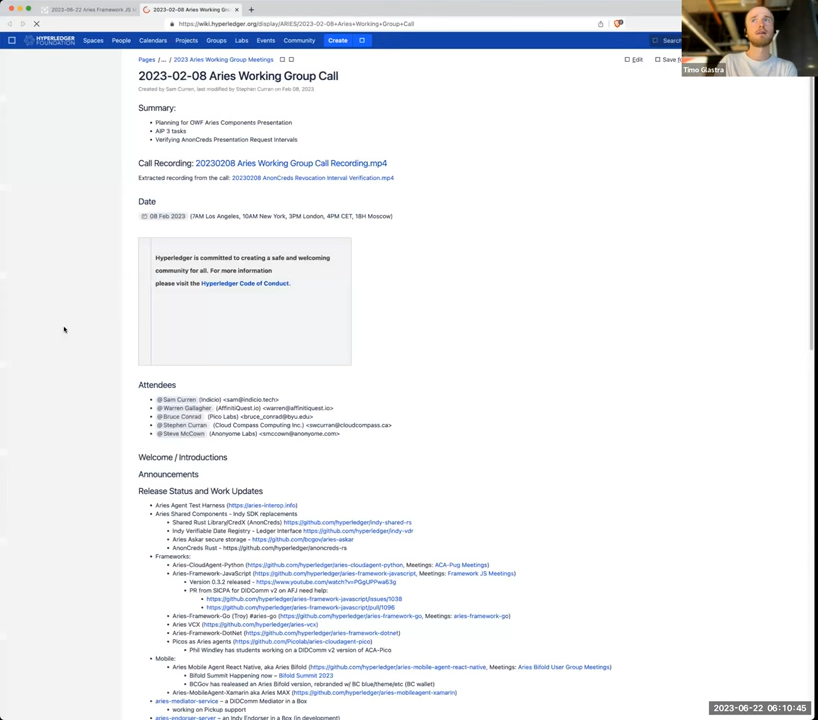 2023-06-22 Aries Framework JS
2023-02-08 Aries Working Gr
https://wiki.hyperledger.org/display/ARIES/2023-02-08+Aries+Working+Group+Call
HYPERLEDGER FOUNDATION Spaces People Calendars Projects Groups Labs Events Community Create Search
Pages /... / 2023 Aries Working Group Meetings Edit Save
Timo Glastra
2023-02-08 Aries Working Group Call
Created by Sam Curren, last modified by Stephen Curran on Feb 08, 2023
Summary:
• Planning for OWF Aries Components Presentation
• AIP 3 tasks
• Verifying AnonCreds Presentation Request Intervals
Call Recording: 20230208 Aries Working Group Call Recording.mp4
Extracted recording from the call: 20230208 AnonCreds Revocation Interval Verification.mp4
Date
08 Feb 2023 (7AM Los Angeles, 10AM New York, 3PM London, 4PM CET, 18H Moscow)
Hyperledger is committed to creating a safe and welcoming
community for all. For more information
please visit the Hyperledger Code of Conduct.
Attendees
• @Sam Curren (Indicio) <sam@indicio.tech>
• @Warren Gallagher (AffinitiQuest.io) <warren@affinitiquest.io>
• @Bruce Conrad (Pico Labs) <bruce_conrad@byu.edu>
• @Stephen Curran (Cloud Compass Computing Inc.) <swcurran@cloudcompass.ca>
• @Steve McCown (Anonyome Labs) <smccown@anonyome.com>
Welcome / Introductions
Announcements
Release Status and Work Updates
• Aries Agent Test Harness (https://aries-interop.info)
• Aries Shared Components - Indy SDK replacements
• Shared Rust Library/CredX (AnonCreds) https://github.com/hyperledger/indy-shared-rs
• Indy Verifiable Date Registry - Ledger Interface https://github.com/hyperledger/indy-vdr
• Aries Askar secure storage - https://github.com/bcgov/aries-askar
• AnonCreds Rust - https://github.com/hyperledger/anoncreds-rs
• Frameworks:
• Aries-CloudAgent-Python (https://github.com/hyperledger/aries-cloudagent-python, Meetings: ACA-Pug Meetings)
• Aries-Framework-JavaScript (https://github.com/hyperledger/aries-framework-javascript, Meetings: Framework JS Meetings)
• Version 0.3.2 released - https://www.youtube.com/watch?v=PGgUPPwa63g
• PR from SICPA for DIDComm v2 on AFJ need help:
• https://github.com/hyperledger/aries-framework-javascript/issues/1038
• https://github.com/hyperledger/aries-framework-javascript/pull/1096
• Aries-Framework-Go (Troy) #aries-go (https://github.com/hyperledger/aries-framework-go, Meetings: aries-framework-go)
• Aries VCX (https://github.com/hyperledger/aries-vcx)
• Aries-Framework-DotNet (https://github.com/hyperledger/aries-framework-dotnet)
• Picos as Aries agents (https://github.com/Picolab/aries-cloudagent-pico)
• Phil Windley has students working on a DIDComm v2 version of ACA-Pico
• Mobile:
• Aries Mobile Agent React Native, aka Aries Bifold (https://github.com/hyperledger/aries-mobile-agent-react-native, Meetings: Aries Bifold User Group Meetings)
• Bifold Summit Happening now – Bifold Summit 2023
• BCGov has realeased an Aries Bifold version, rebranded w/ BC blue/theme/etc (BC wallet)
• Aries-MobileAgent-Xamarin aka Aries MAX (https://github.com/hyperledger/aries-mobileagent-xamarin)
• aries-mediator-service – a DIDComm Mediator in a Box
• working on Pickup support
• aries-endorser-server – an Indy Endorser in a Box (in development)
2023-06-22 06:10:45